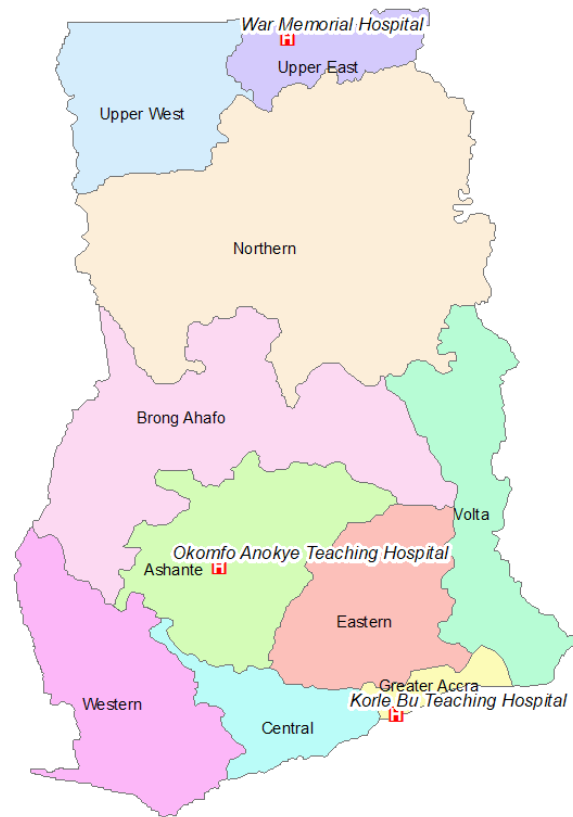 War Memorial Hospital
H
Upper East
Upper West
Northern
Brong Ahafo
Volta
Okomfo Anokye Teaching Hospital
H
Ashante
Eastern
Greater Accra
Korle Bu Teaching Hospital
H
Western
Central